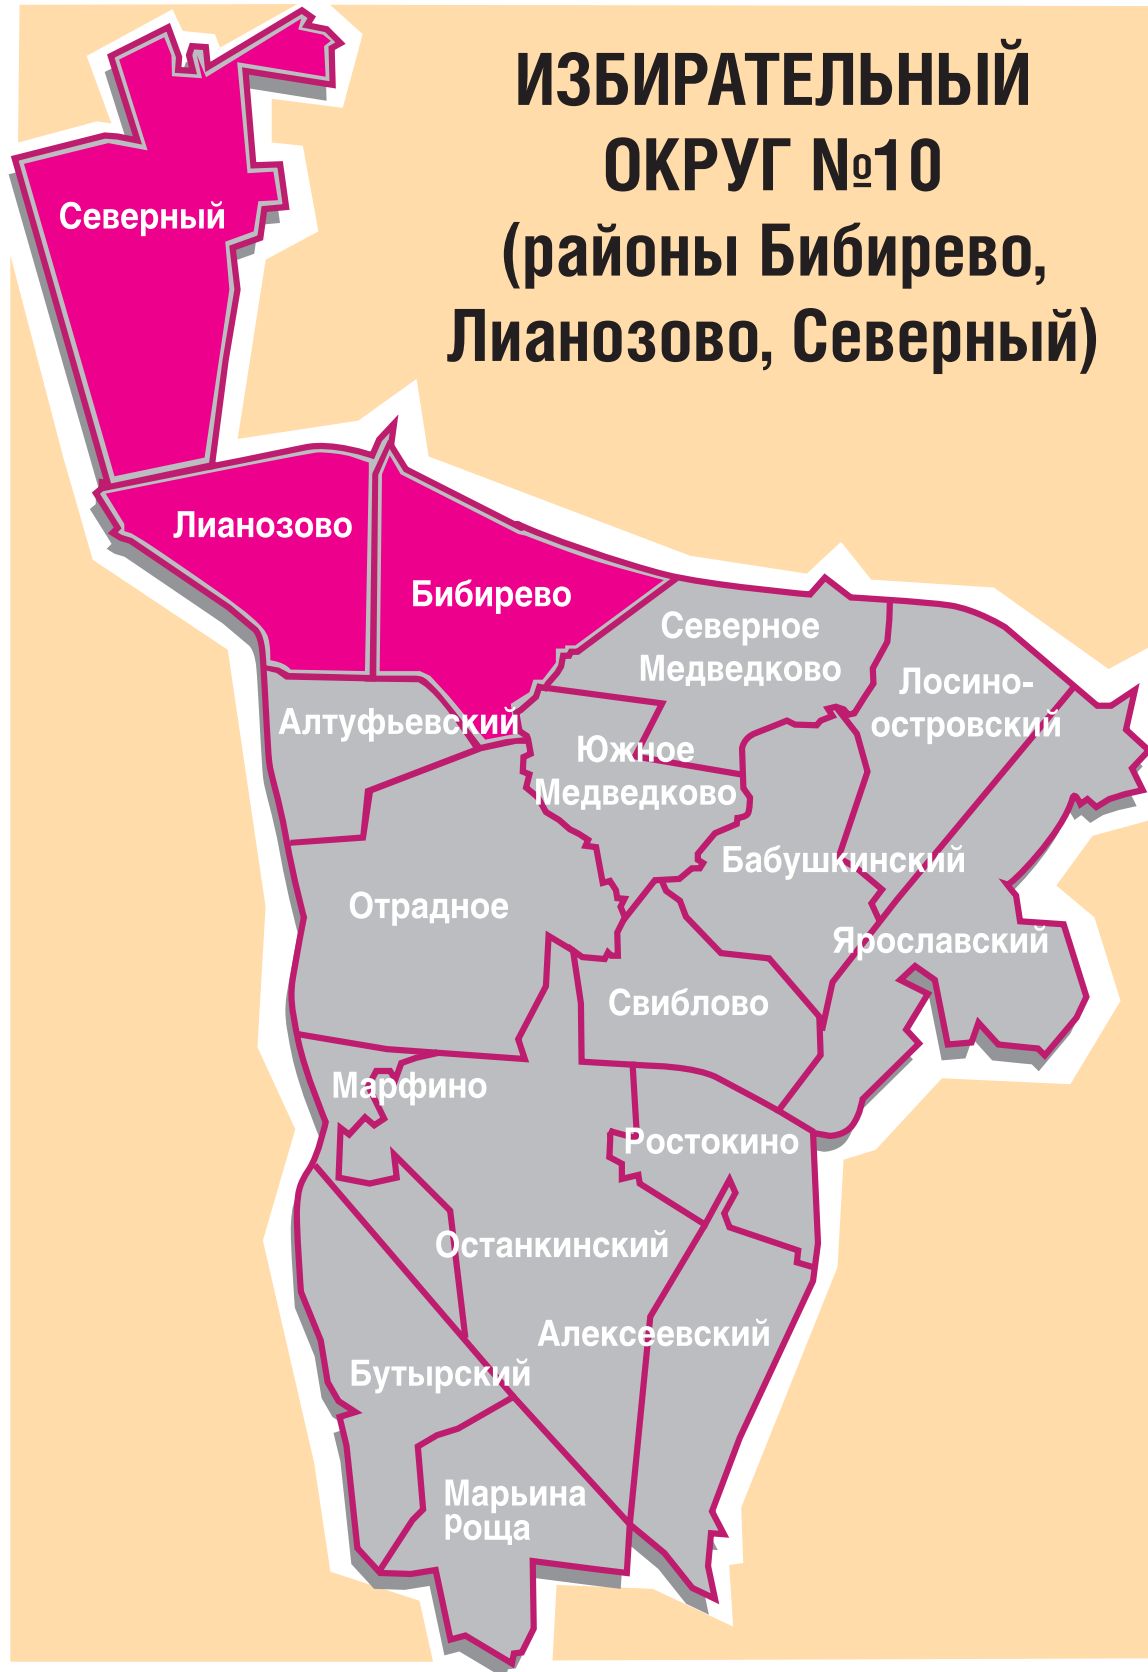 ИЗБИРАТЕЛЬНЫЙ
ОКРУГ №10
(районы Бибирево,
Лианозово, Северный)
Северный
Лианозово
Бибирево
Северное
Медведково
Лосино-
островский
Алтуфьевский
Южное
Медведково
Бабушкинский
Отрадное
Ярославский
Свиблово
Марфино
Ростокино
Останкинский
Алексеевский
Бутырский
Марьина
роща